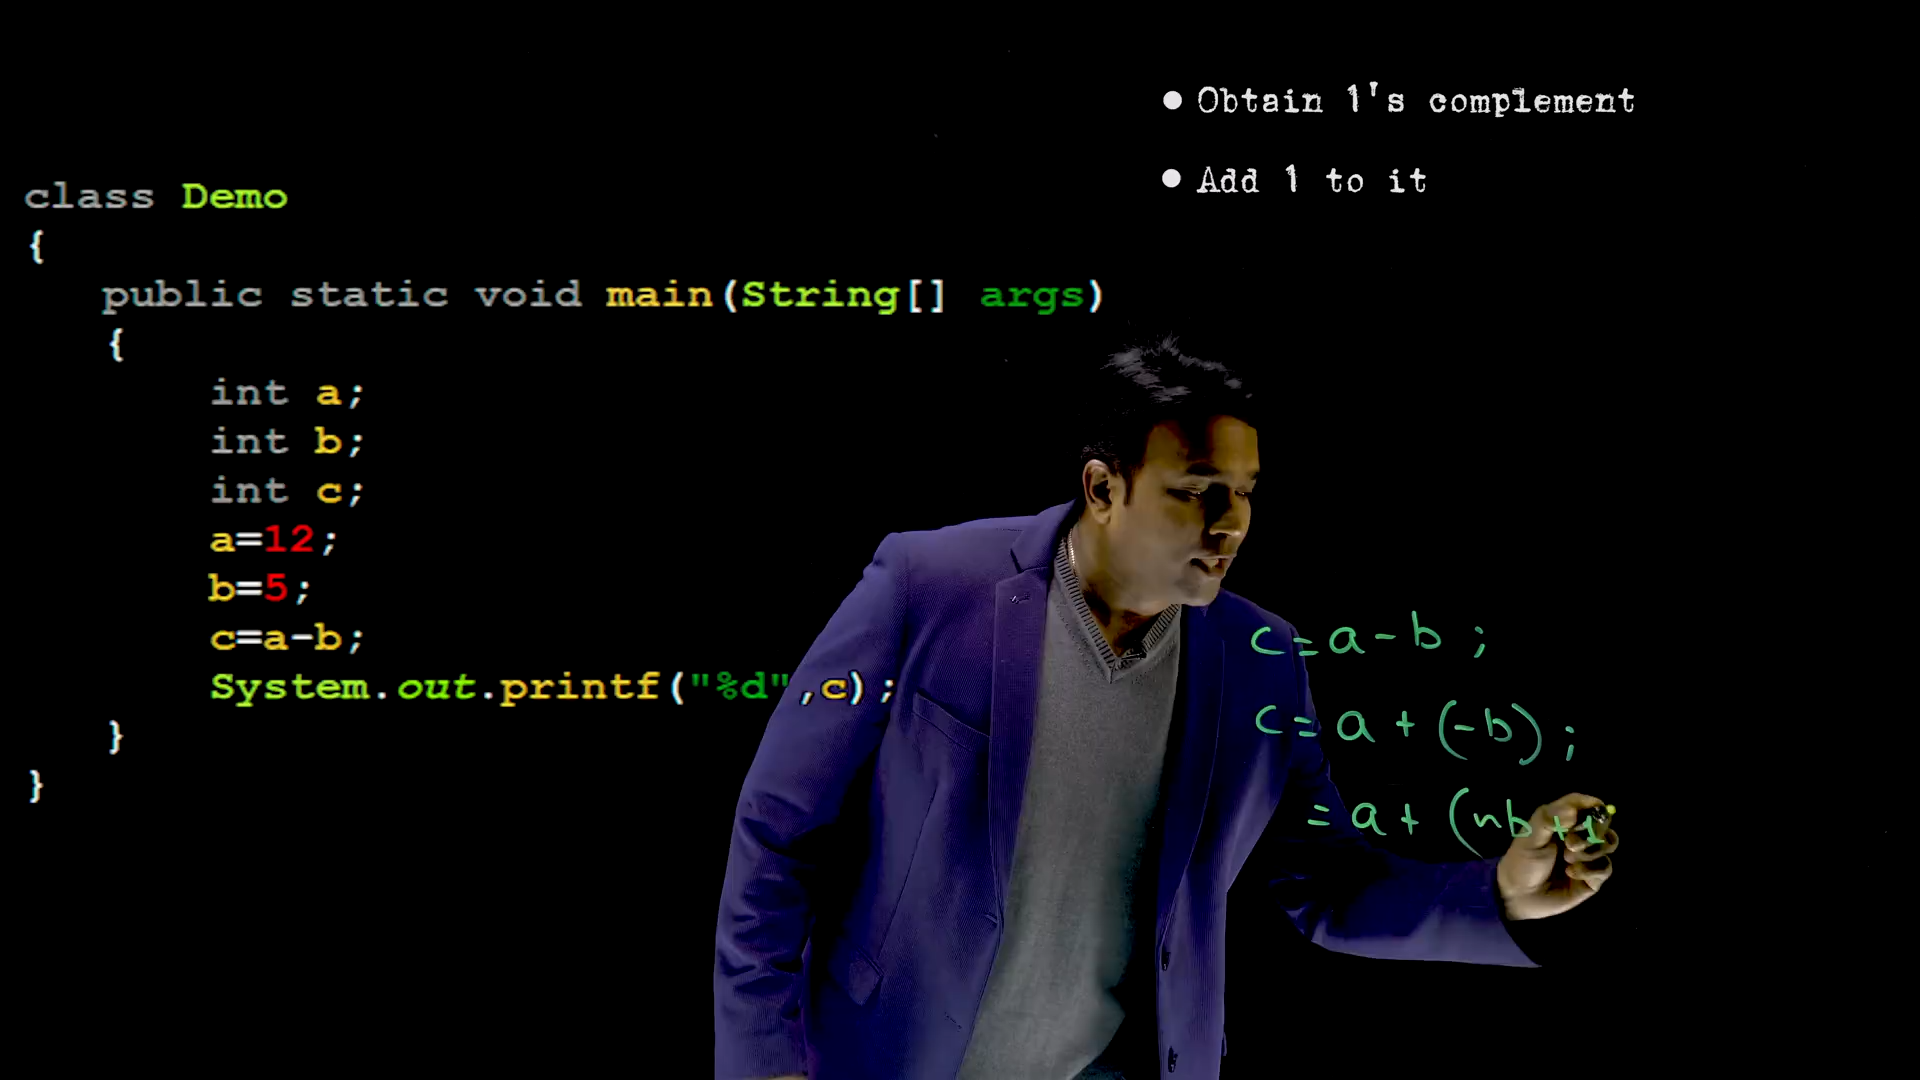 • Obtain 1's complement
• Add 1 to it
class Demo
{
public static void main(String[] args)
{
int a;
int b;
int c;
a=12;
b=5;
c=a-b;
System.out.printf("%d",c);
}
}
c = a - b ;
c = a + (-b) ;
= a + (~b + 1